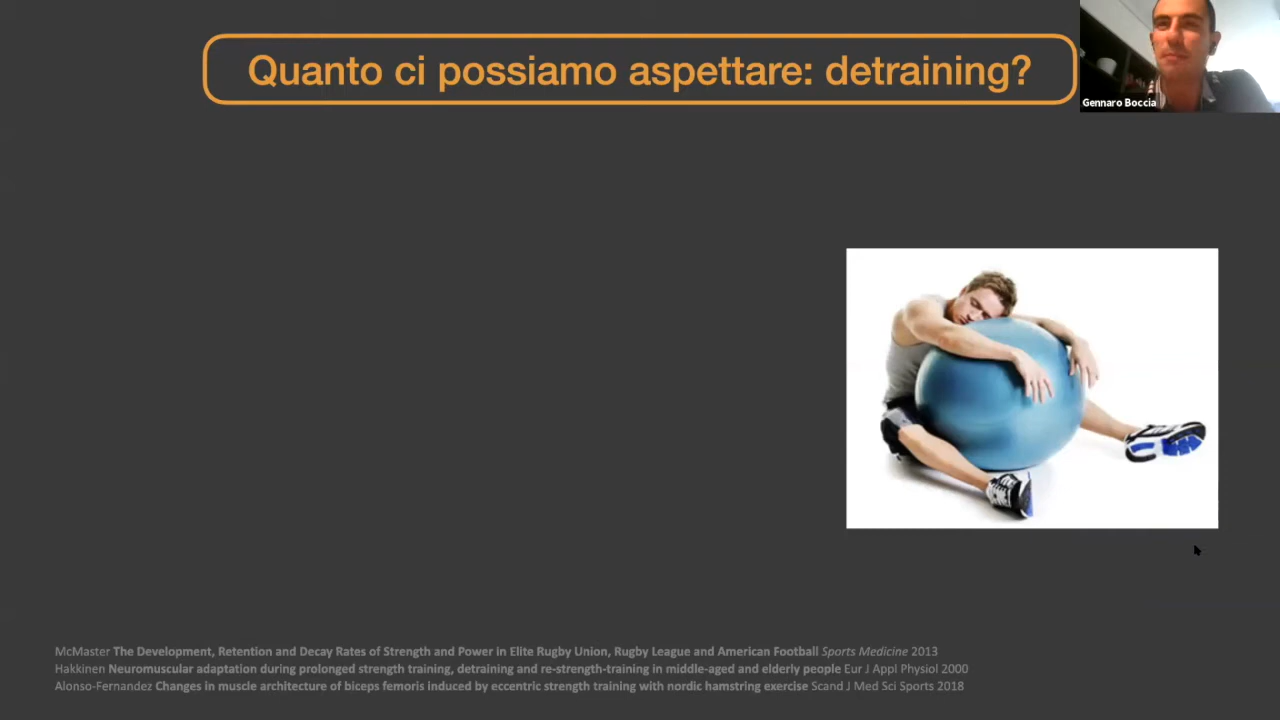 Quanto ci possiamo aspettare: detraining?
Gennaro Boccia
McMaster The Development, Retention and Decay Rates of Strength and Power in Elite Rugby Union, Rugby League and American Football Sports Medicine 2013
Hakkinen Neuromuscular adaptation during prolonged strength training, detraining and re-strength-training in middle-aged and elderly people Eur J Appl Physiol 2000
Alonso-Fernandez Changes in muscle architecture of biceps femoris induced by eccentric strength training with nordic hamstring exercise Scand J Med Sci Sports 2018